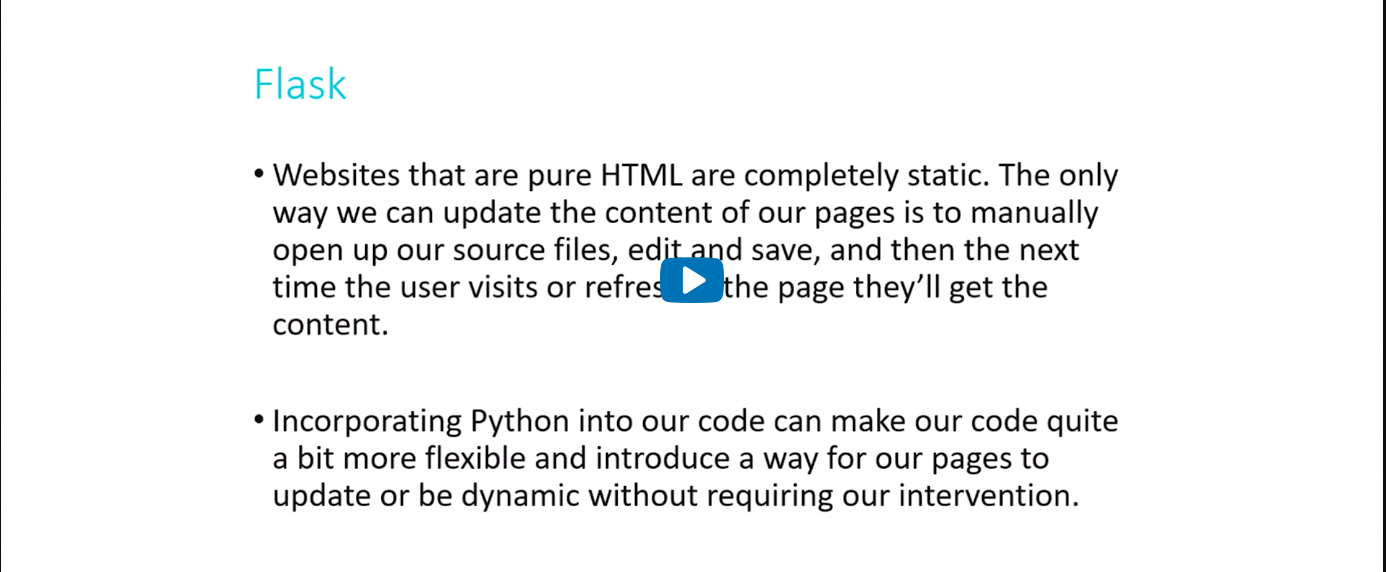 Flask
• Websites that are pure HTML are completely static. The only
way we can update the content of our pages is to manually
open up our source files, edit and save, and then the next
time the user visits or the page they’ll get the
content.
• Incorporating Python into our code can make our code quite
a bit more flexible and introduce a way for our pages to
update or be dynamic without requiring our intervention.